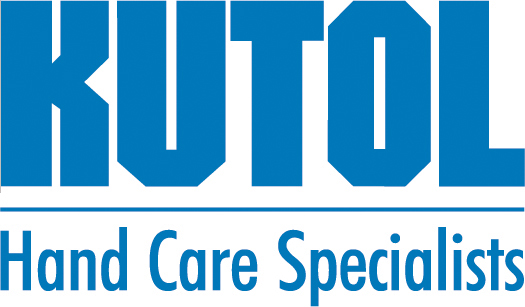 KUTOL
Hand Care Specialists